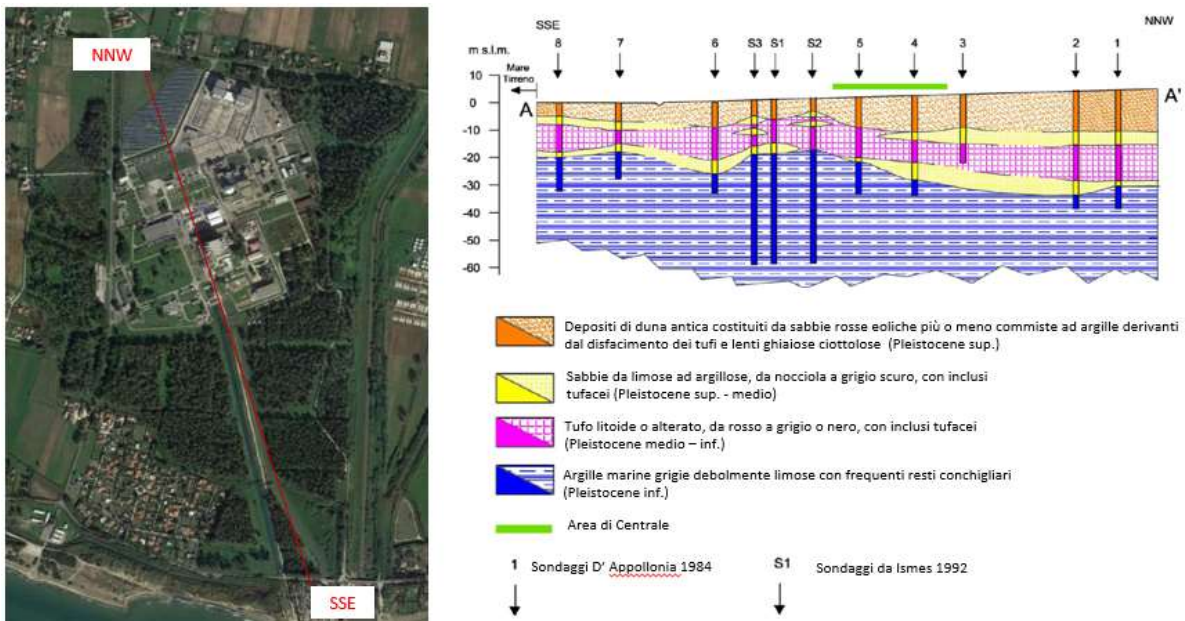 NNW
SSE
SSE
NNW
8 7 6 S3 S1 S2 5 4 3 2 1
m s.l.m.
Mare
Tirreno
A
A'
10
0
-10
-20
-30
-40
-50
-60
Depositi di duna antica costituiti da sabbie rosse eoliche più o meno commiste ad argille derivanti
dal disfacimento dei tufi e lenti ghiaiose ciottolose (Pleistocene sup.)
Sabbie da limose ad argillose, da nocciola a grigio scuro, con inclusi
tufacei (Pleistocene sup. - medio)
Tufo litoide o alterato, da rosso a grigio o nero, con inclusi tufacei
(Pleistocene medio – inf.)
Argille marine grigie debolmente limose con frequenti resti conchigliari
(Pleistocene inf.)
Area di Centrale
1 Sondaggi D' Appollonia 1984
S1 Sondaggi da Ismes 1992